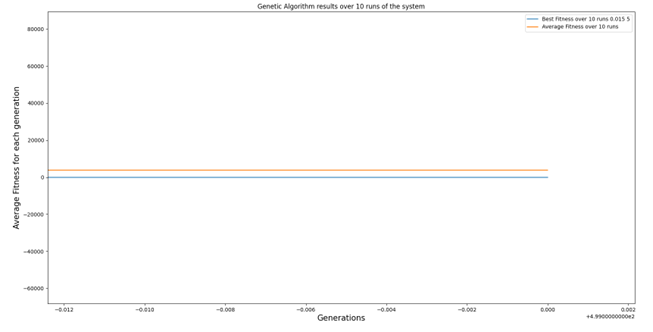 Genetic Algorithm results over 10 runs of the system
Best Fitness over 10 runs 0.015 5
Average Fitness over 10 runs
Average Fitness for each generation
80000
60000
40000
20000
0
−20000
−40000
−60000
−0.012
−0.010
−0.008
−0.006
−0.004
−0.002
0.000
0.002
+4.9900000000e2
Generations